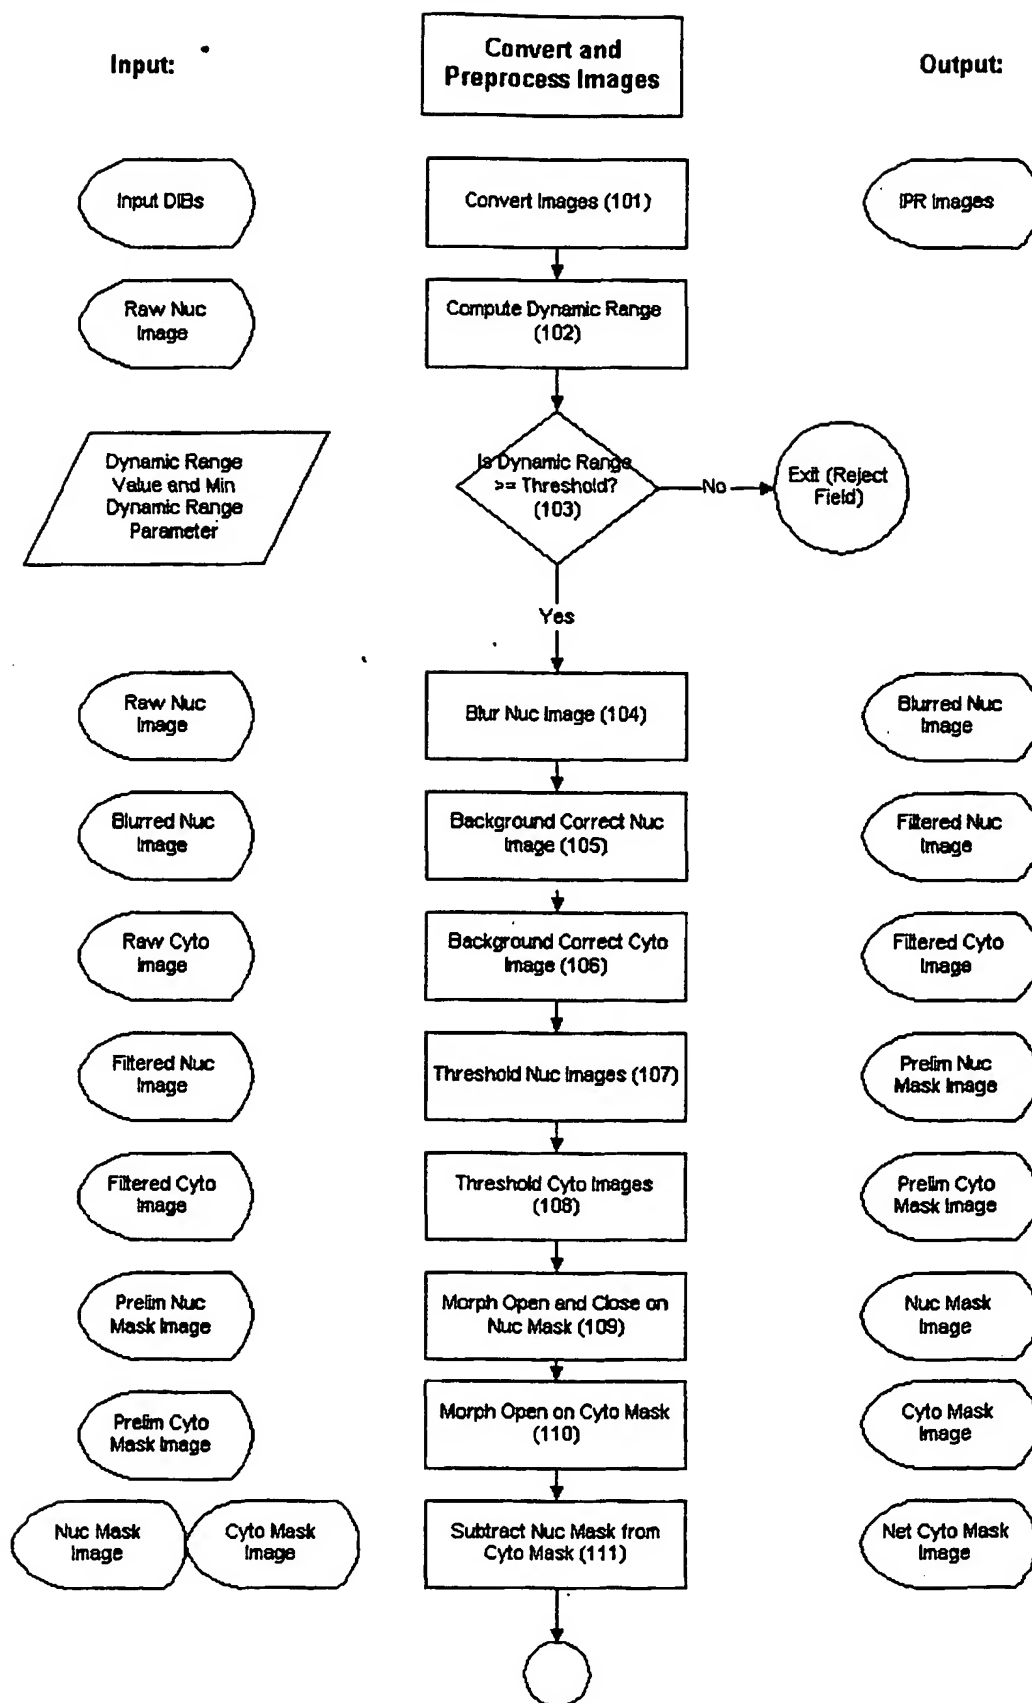 Input:
Convert and
Preprocess Images
Output:
Input DIBs
Convert Images (101)
IPR Images
Raw Nuc
Image
Compute Dynamic Range
(102)
Dynamic Range
Value and Min
Dynamic Range
Parameter
Is Dynamic Range
>= Threshold?
(103)
No
Exit (Reject
Field)
Yes
Raw Nuc
Image
Blur Nuc Image (104)
Blurred Nuc
Image
Blurred Nuc
Image
Background Correct Nuc
Image (105)
Filtered Nuc
Image
Raw Cyto
Image
Background Correct Cyto
Image (106)
Filtered Cyto
Image
Filtered Nuc
Image
Threshold Nuc Images (107)
Prelim Nuc
Mask Image
Filtered Cyto
Image
Threshold Cyto Images
(108)
Prelim Cyto
Mask Image
Prelim Nuc
Mask Image
Morph Open and Close on
Nuc Mask (109)
Nuc Mask
Image
Prelim Cyto
Mask Image
Morph Open on Cyto Mask
(110)
Cyto Mask
Image
Nuc Mask
Image
Cyto Mask
Image
Subtract Nuc Mask from
Cyto Mask (111)
Net Cyto Mask
Image